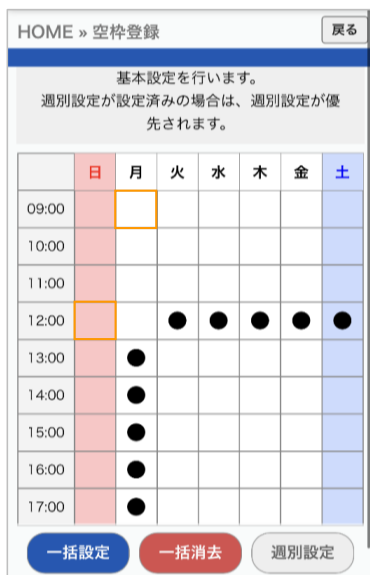 HOME » 空枠登録 戻る
基本設定を行います。
週別設定が設定済みの場合は、週別設定が優
先されます。
日 月 火 水 木 金 土
09:00
10:00
11:00
12:00 ● ● ● ● ●
13:00 ●
14:00 ●
15:00 ●
16:00 ●
17:00 ●
一括設定 一括消去 週別設定